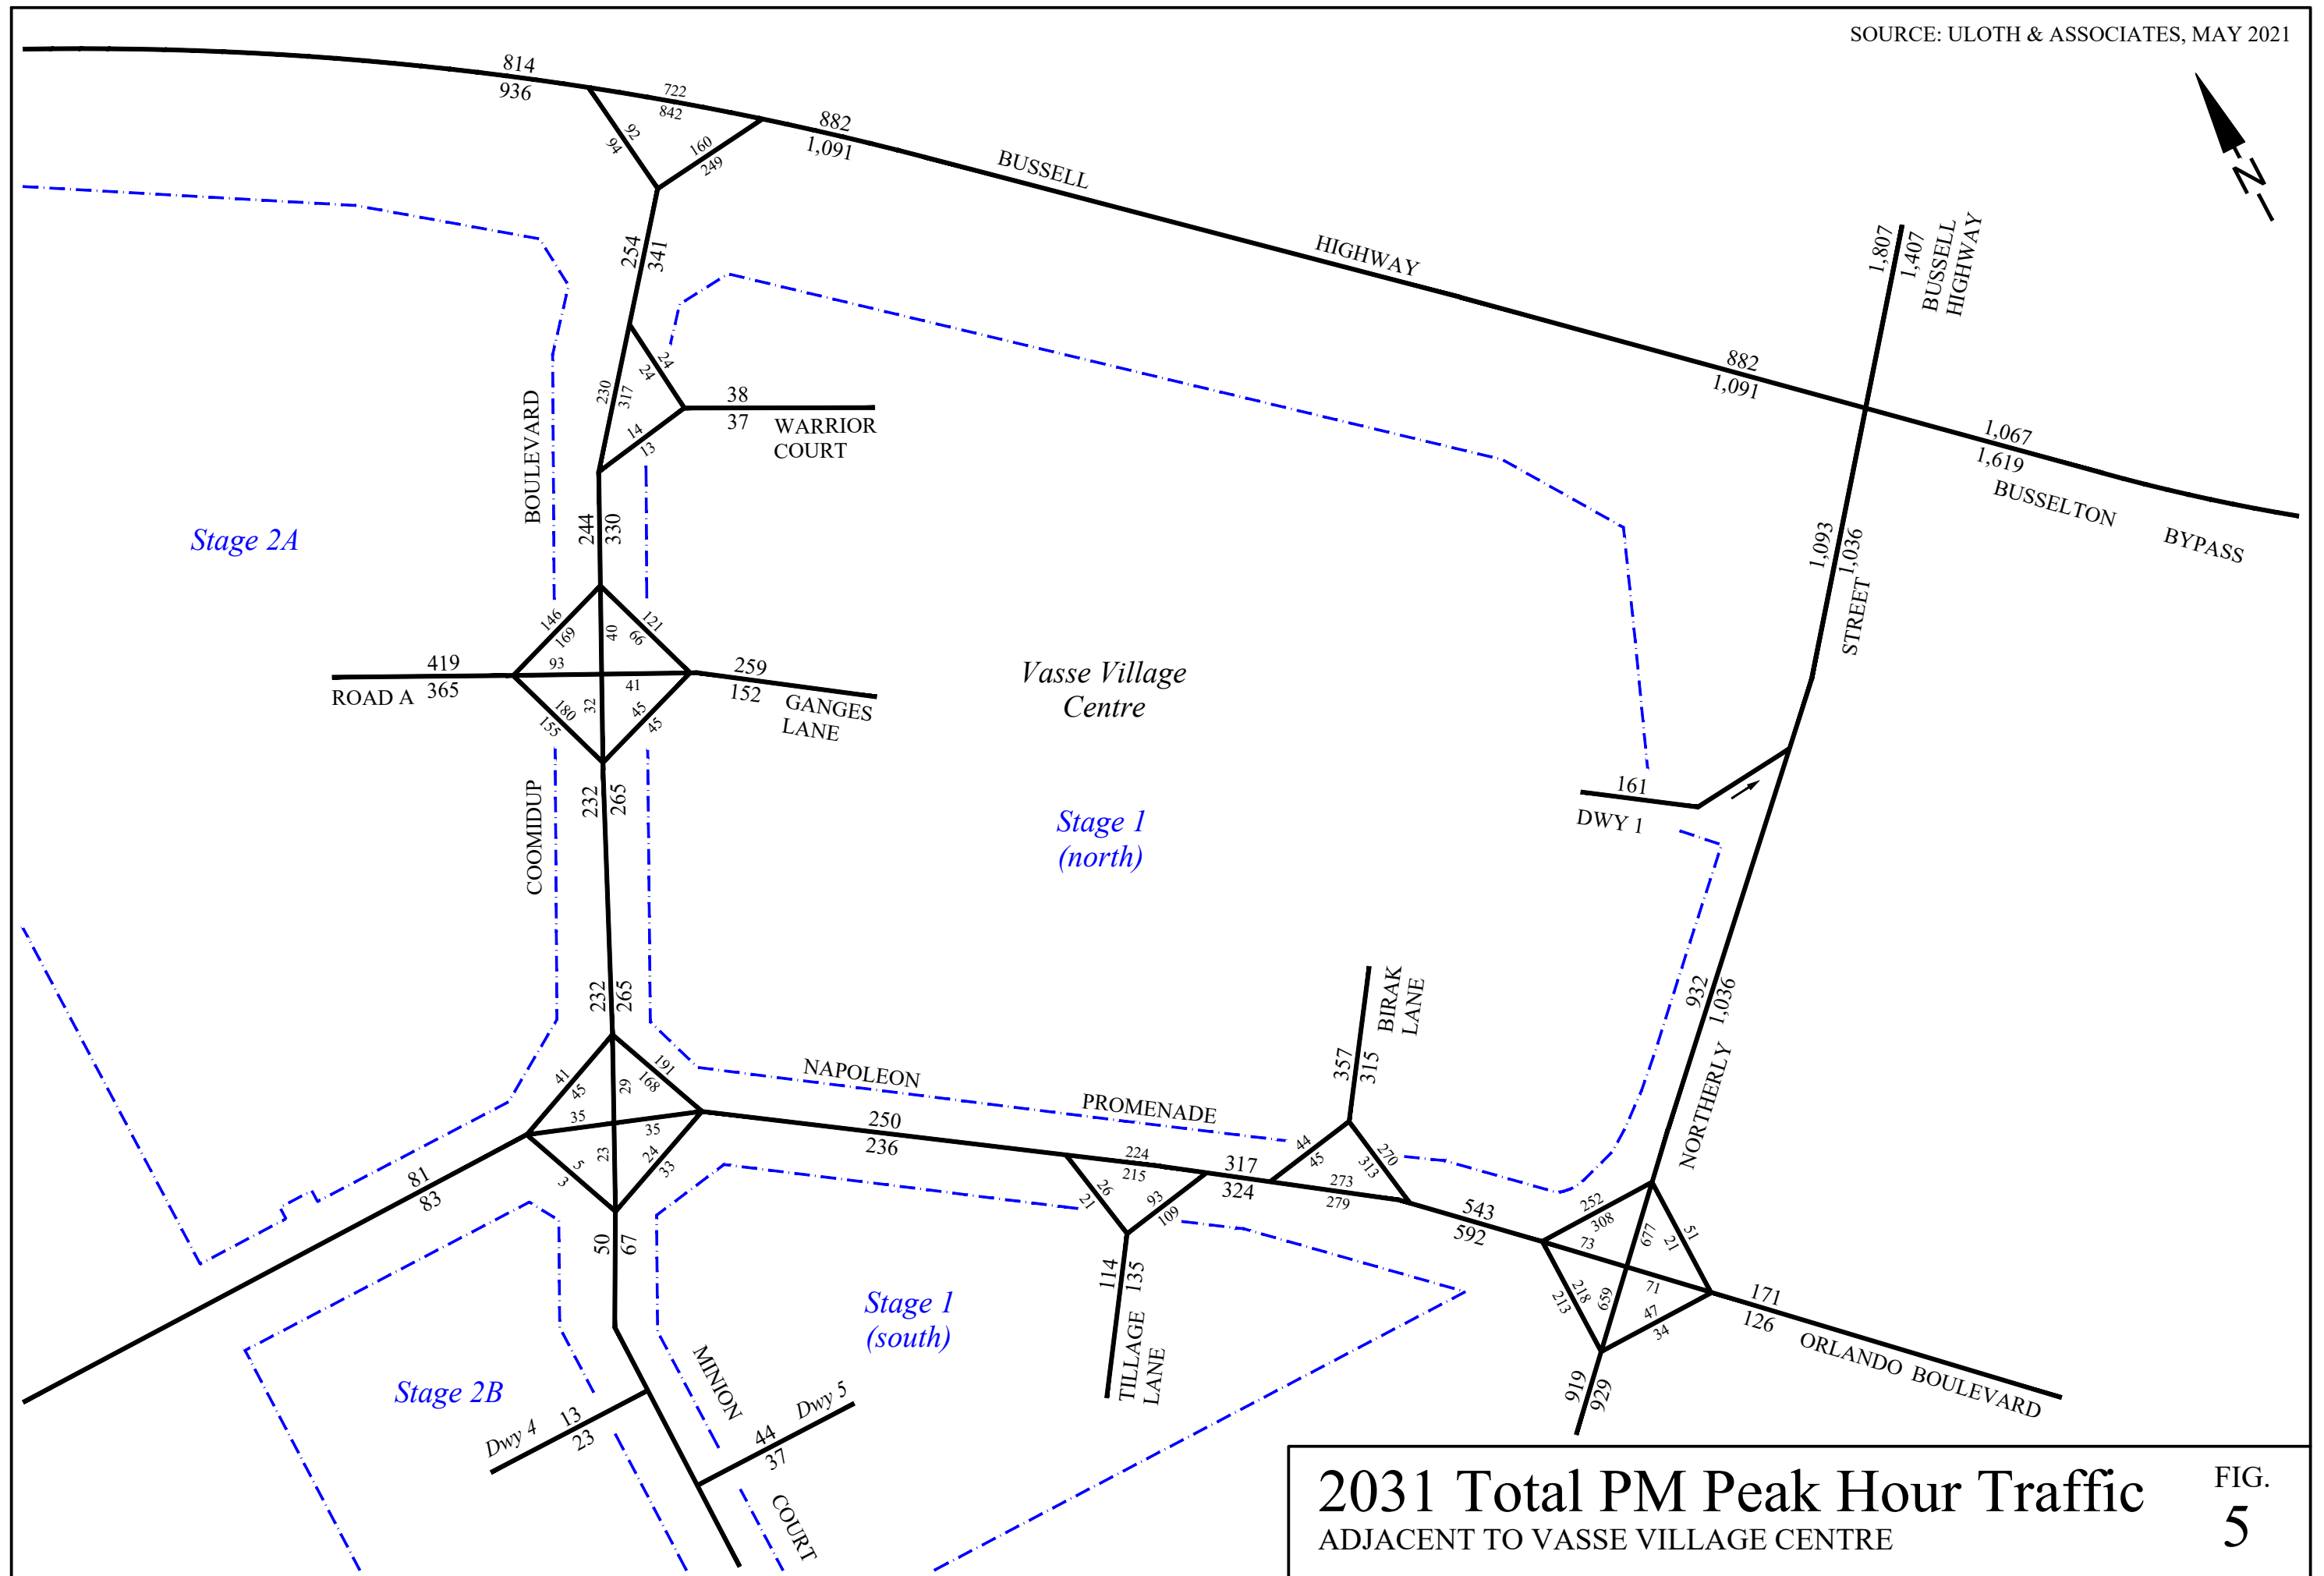 SOURCE: ULOTH & ASSOCIATES, MAY 2021
814
936
722
842
882
1,091
92
94
160
249
BUSSELL
HIGHWAY
N
1,807
1,407
BUSSELL
HIGHWAY
254
341
882
1,091
1,067
1,619
BUSSELTON BYPASS
24
24
230
317
14
13
38
37
WARRIOR
COURT
BOULEVARD
Stage 2A
244
330
1,093
1,036
STREET
146
169
40
121
66
93
41
419
365
ROAD A
259
152
GANGES
LANE
180
155
32
45
45
Vasse Village
Centre
232
265
COOMIDUP
Stage 1
(north)
161
DWY 1
232
265
932
1,036
NORTHERLY
BIRAK
LANE
357
315
41
45
29
191
168
35
35
23
24
33
5
3
NAPOLEON
PROMENADE
250
236
224
215
26
21
93
109
317
324
44
45
270
313
273
279
543
592
252
308
73
677
51
21
71
218
213
659
47
34
171
126
ORLANDO BOULEVARD
81
83
50
67
114
135
TILLAGE
LANE
919
929
Stage 1
(south)
Stage 2B
MINION
COURT
Dwy 4
13
23
44
37
Dwy 5
2031 Total PM Peak Hour Traffic
ADJACENT TO VASSE VILLAGE CENTRE
FIG.
5